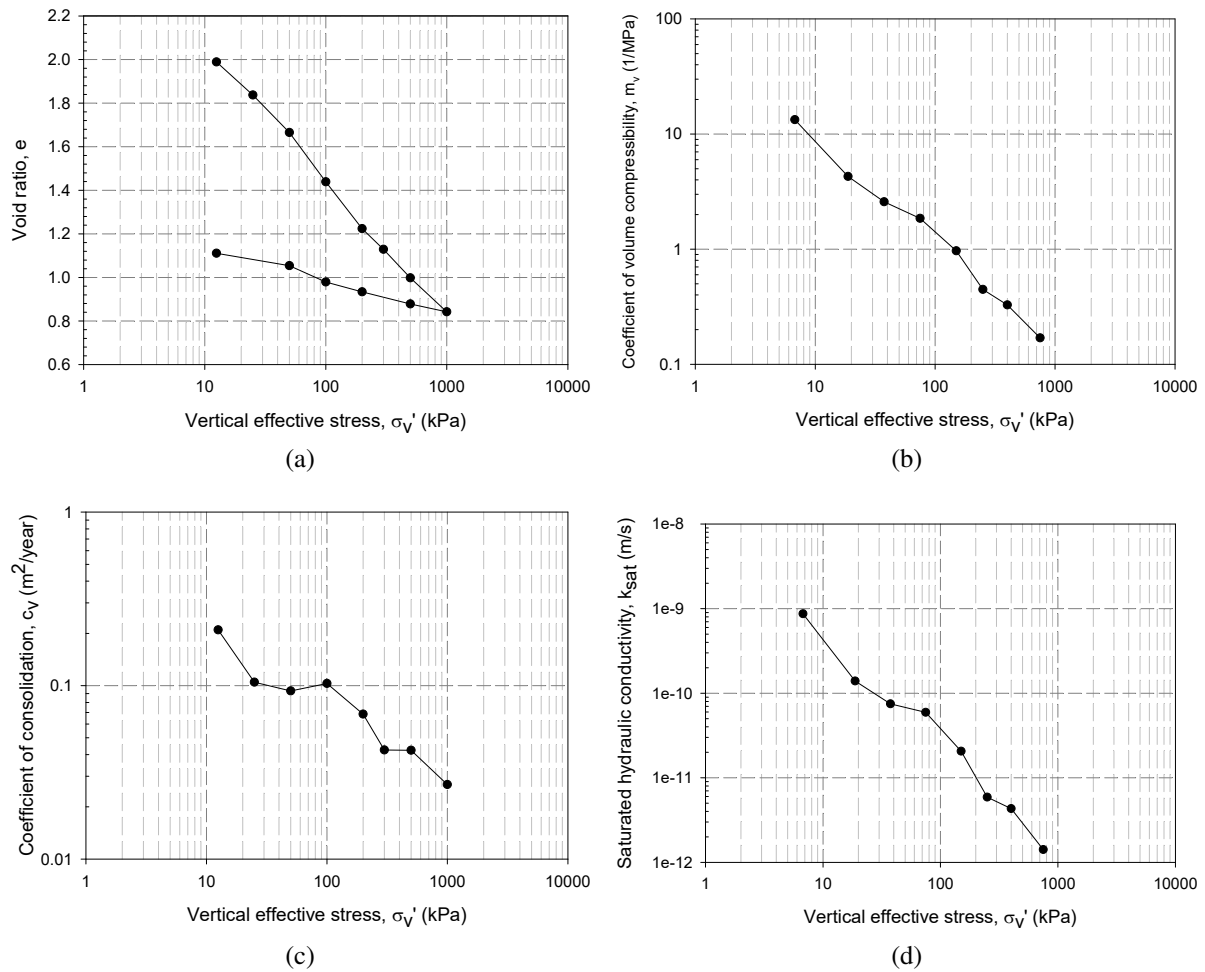 2.2
2.0
1.8
1.6
1.4
1.2
1.0
0.8
0.6
Void ratio, e
1 10 100 1000 10000
Vertical effective stress, σv' (kPa)
(a)
100
10
1
0.1
Coefficient of volume compressibility, mv (1/MPa)
1 10 100 1000 10000
Vertical effective stress, σv' (kPa)
(b)
1
0.1
0.01
Coefficient of consolidation, cv (m²/year)
1 10 100 1000 10000
Vertical effective stress, σv' (kPa)
(c)
1e-8
1e-9
1e-10
1e-11
1e-12
Saturated hydraulic conductivity, ksat (m/s)
1 10 100 1000 10000
Vertical effective stress, σv' (kPa)
(d)